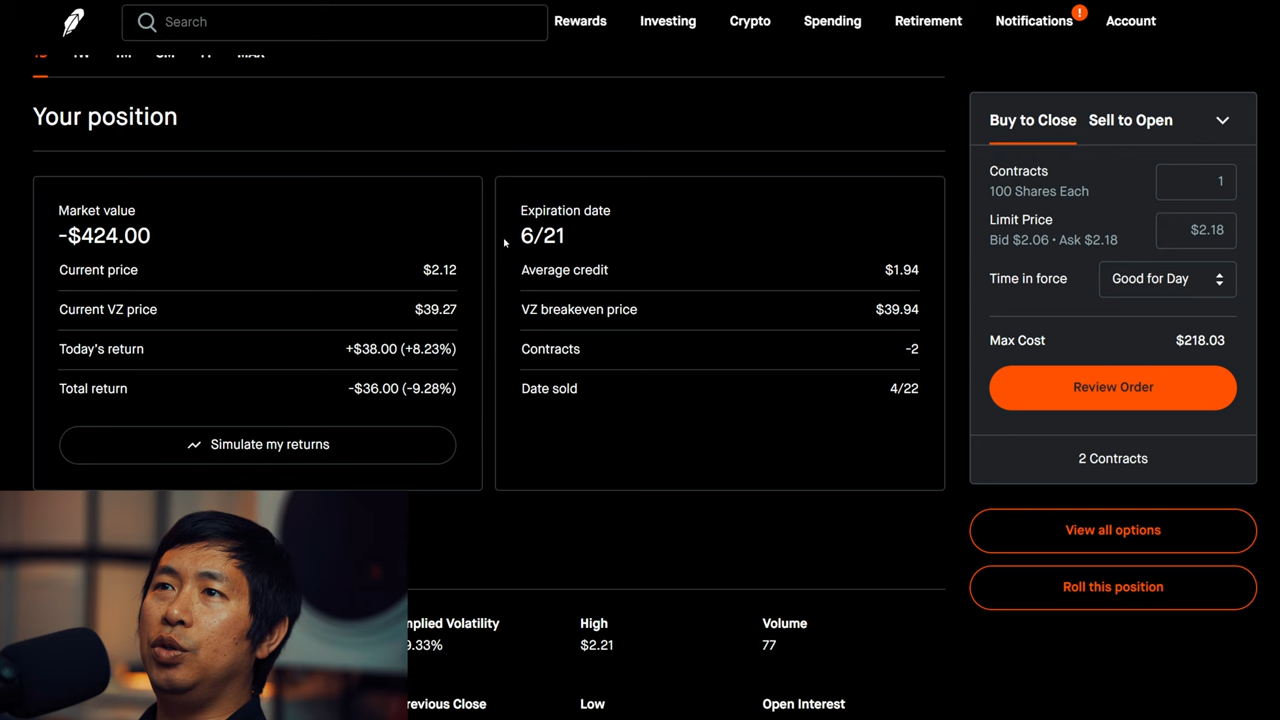 Search
Rewards
Investing
Crypto
Spending
Retirement
Notifications
!
Account
Your position
Market value
-$424.00
Current price $2.12
Current VZ price $39.27
Today's return +$38.00 (+8.23%)
Total return -$36.00 (-9.28%)
Simulate my returns
Expiration date
6/21
Average credit $1.94
VZ breakeven price $39.94
Contracts -2
Date sold 4/22
Buy to Close Sell to Open
Contracts 1
100 Shares Each
Limit Price $2.18
Bid $2.06 • Ask $2.18
Time in force Good for Day
Max Cost $218.03
Review Order
2 Contracts
View all options
Roll this position
Volatility High Volume
$2.21 77
Close Low Open Interest